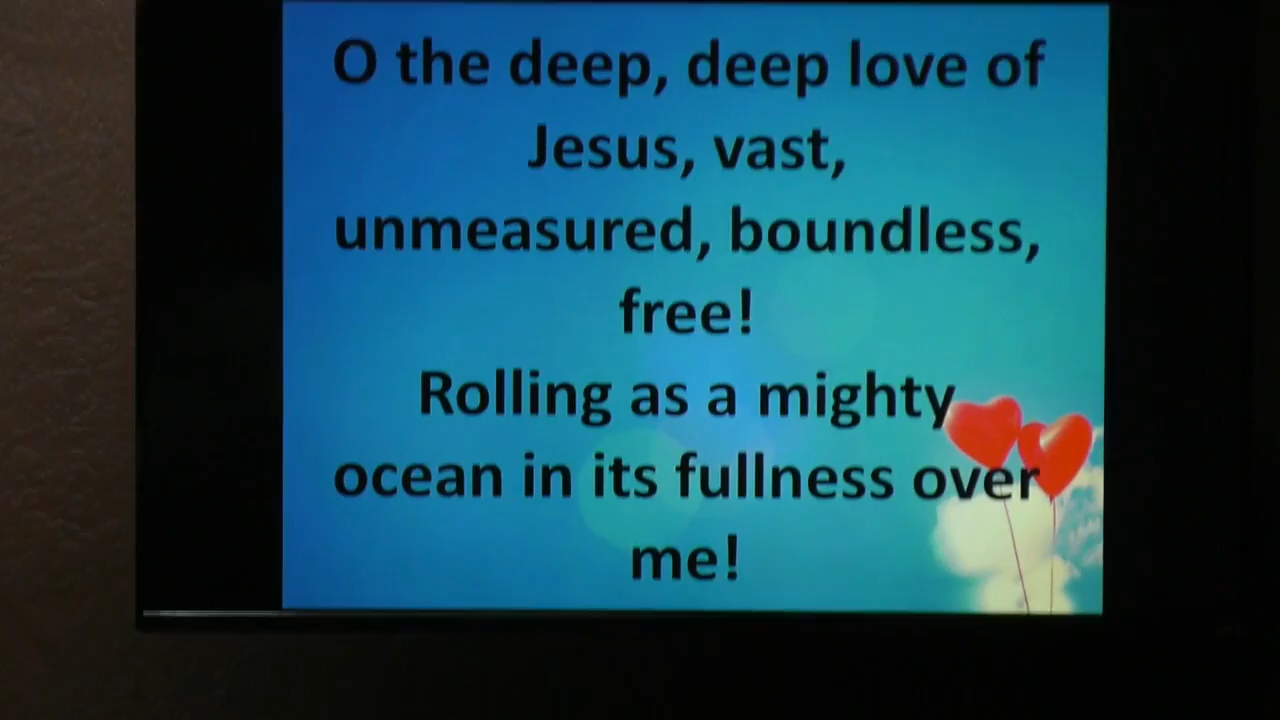 O the deep, deep love of
Jesus, vast,
unmeasured, boundless,
free!
Rolling as a mighty
ocean in its fullness over
me!